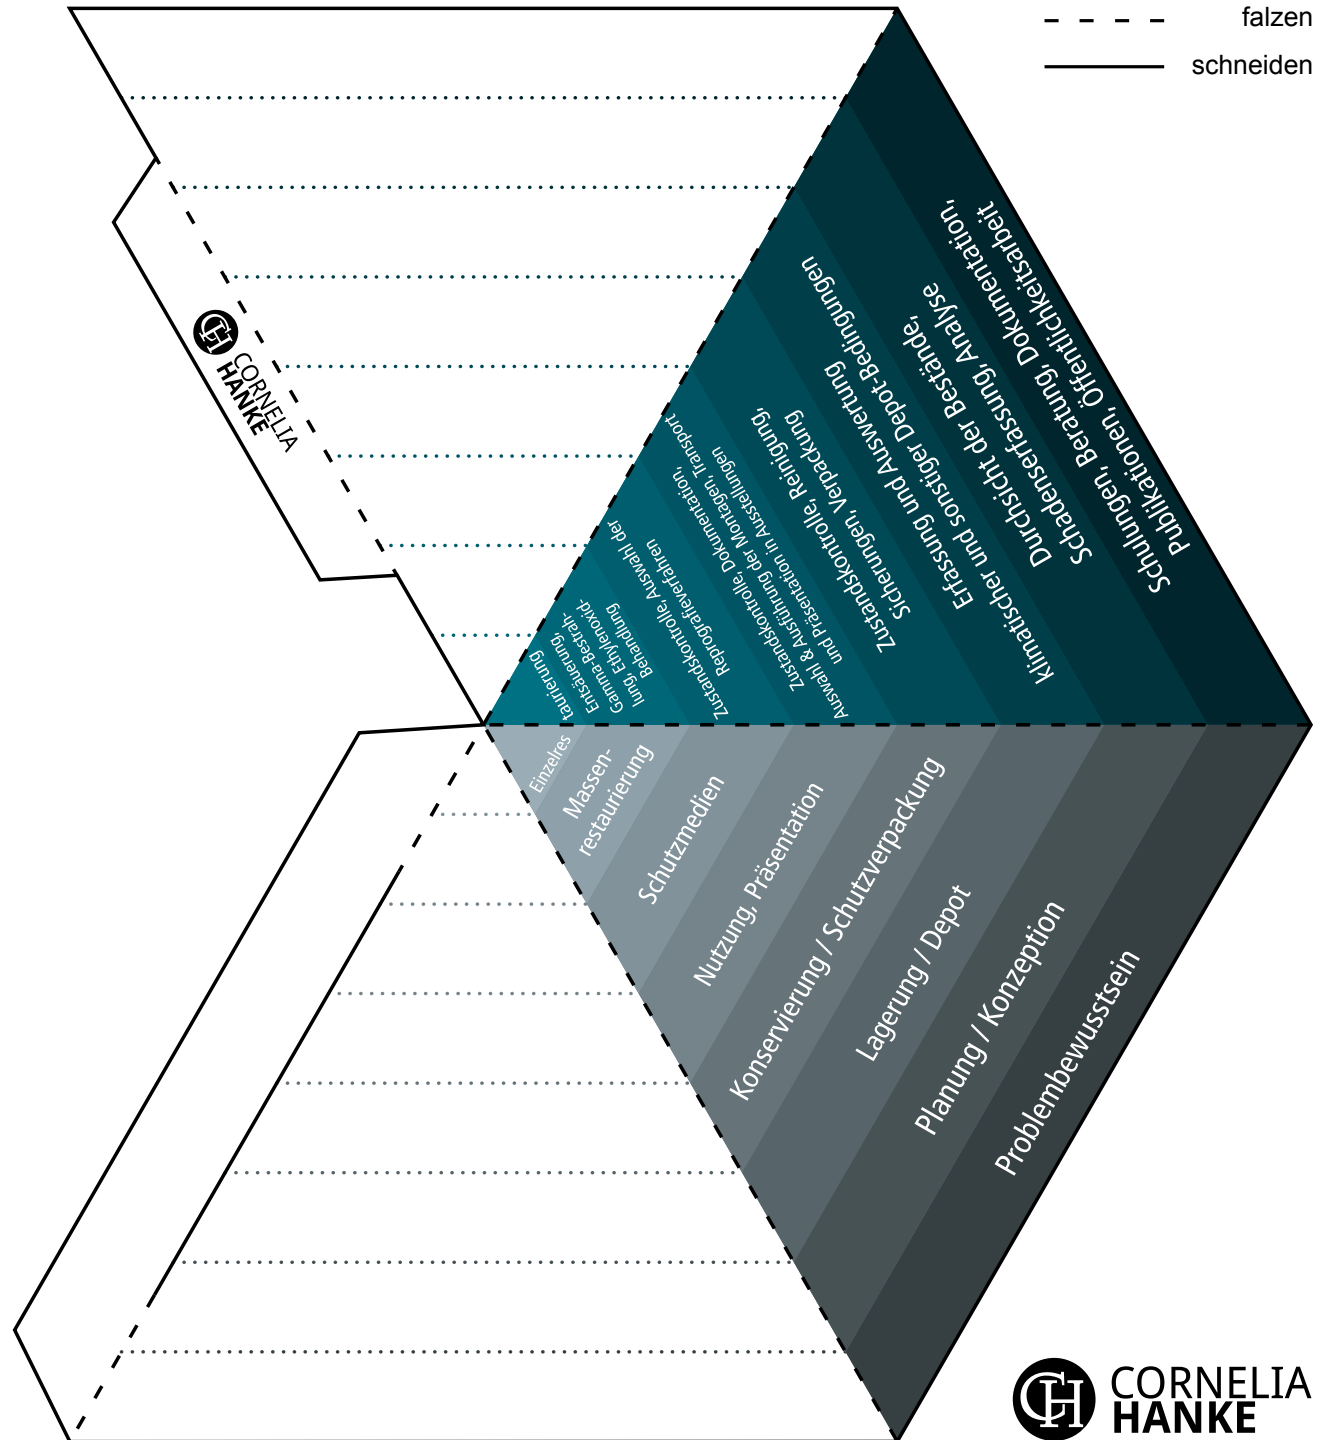 falzen
schneiden
CORNELIA
HANKE
Schulungen, Beratung, Dokumentation,
Publikationen, Öffentlichkeitsarbeit
Durchsicht der Bestände,
Schadenserfassung, Analyse
Erfassung und Auswertung
Klimatischer und sonstiger Depot-Bedingungen
Zustandskontrolle, Reinigung,
Sicherungen, Verpackung
Zustandskontrolle, Dokumentation,
Auswahl & Ausführung der Montagen, Transport
und Präsentation in Ausstellungen
Zustandskontrolle, Auswahl der
Reprografieverfahren
Entsäuerung,
Gamma-Bestrah-
lung, Ethylenoxid-
Behandlung
taurierung
Einzelres
Massen-
restaurierung
Schutzmedien
Nutzung, Präsentation
Konservierung / Schutzverpackung
Lagerung / Depot
Planung / Konzeption
Problembewusstsein
CH
CORNELIA
HANKE